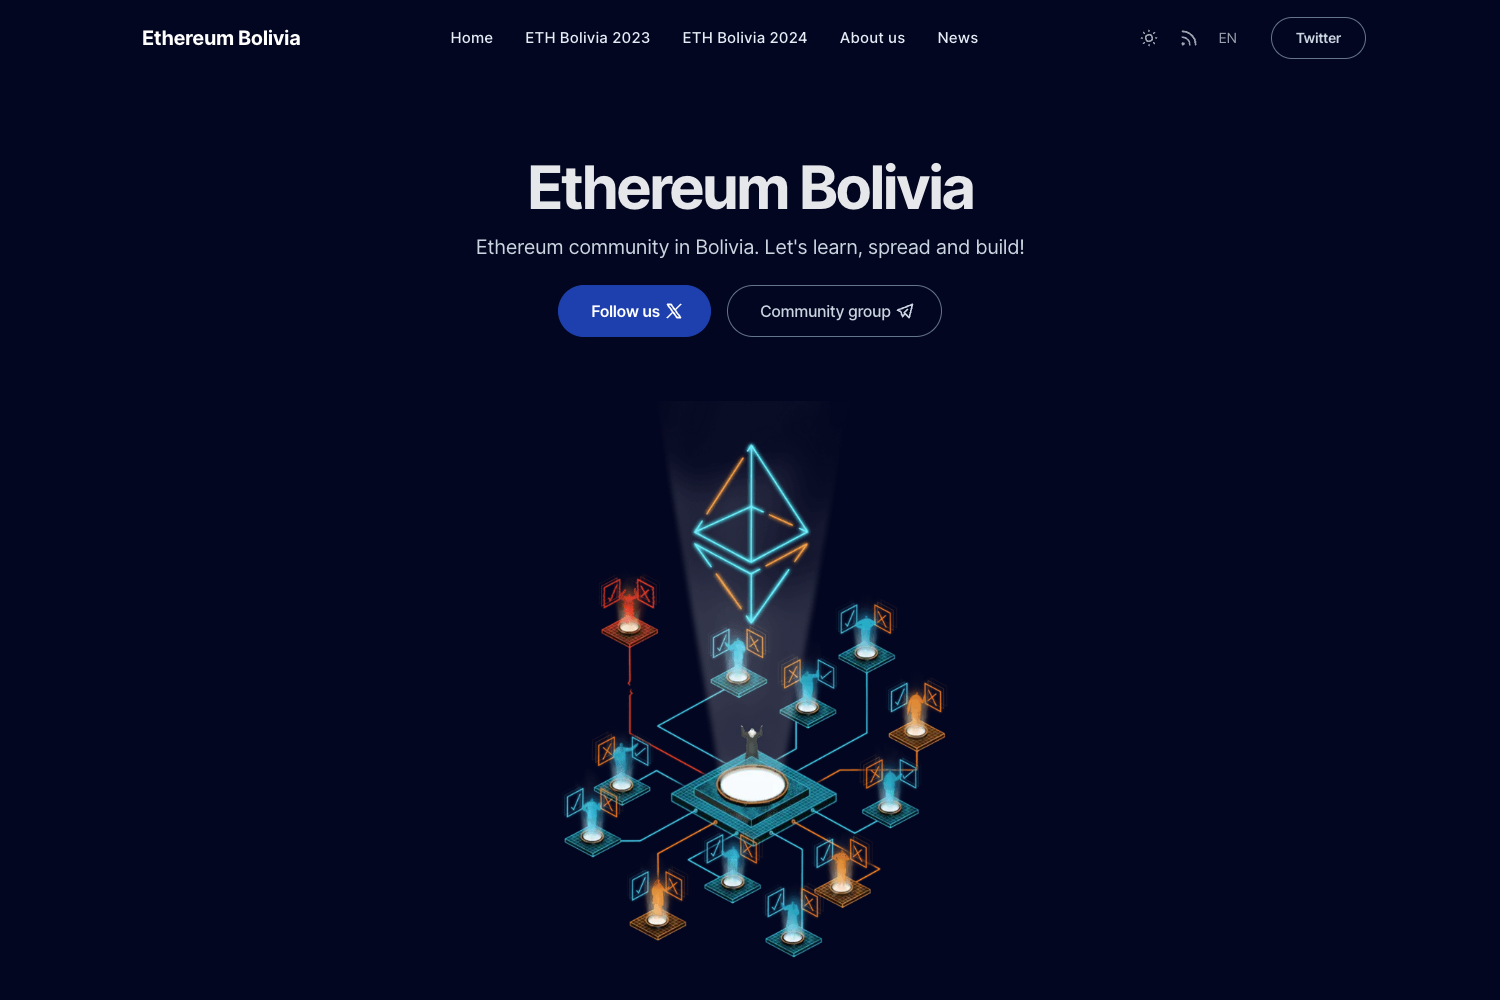 Ethereum Bolivia
Home
ETH Bolivia 2023
ETH Bolivia 2024
About us
News
EN
Twitter
Ethereum Bolivia
Ethereum community in Bolivia. Let's learn, spread and build!
Follow us
Community group